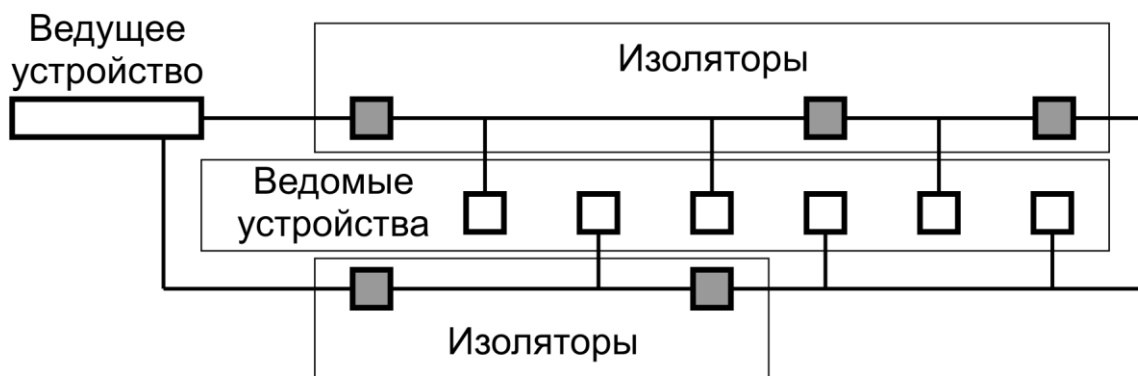 Ведущее
устройство
Изоляторы
Ведомые
устройства
Изоляторы